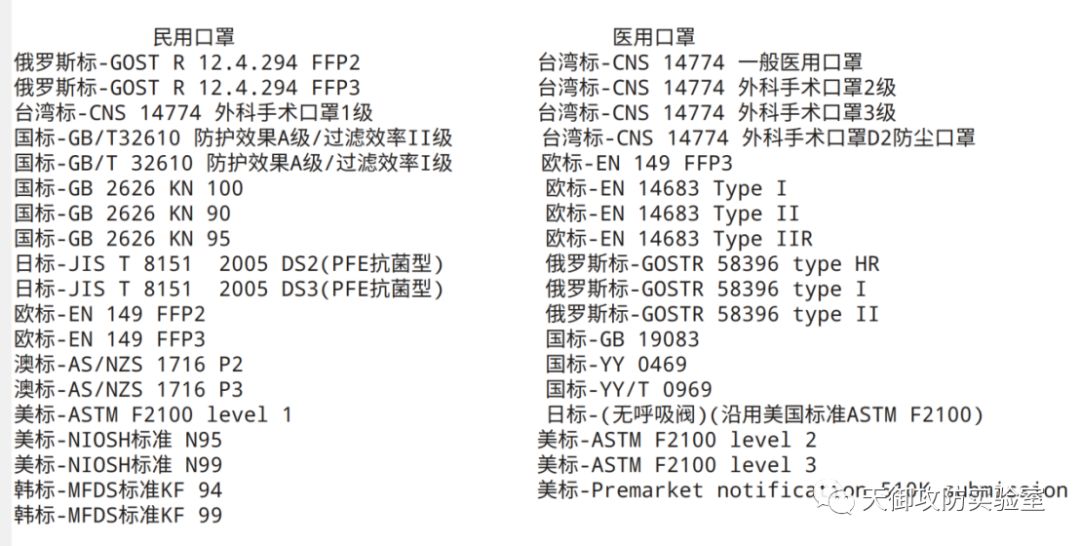 民用口罩
俄罗斯标-GOST R 12.4.294 FFP2
俄罗斯标-GOST R 12.4.294 FFP3
台湾标-CNS 14774 外科手术口罩1级
国标-GB/T32610 防护效果A级/过滤效率II级
国标-GB/T 32610 防护效果A级/过滤效率I级
国标-GB 2626 KN 100
国标-GB 2626 KN 90
国标-GB 2626 KN 95
日标-JIS T 8151  2005 DS2(PFE抗菌型)
日标-JIS T 8151  2005 DS3(PFE抗菌型)
欧标-EN 149 FFP2
欧标-EN 149 FFP3
澳标-AS/NZS 1716 P2
澳标-AS/NZS 1716 P3
美标-ASTM F2100 level 1
美标-NIOSH标准 N95
美标-NIOSH标准 N99
韩标-MFDS标准KF 94
韩标-MFDS标准KF 99
医用口罩
台湾标-CNS 14774 一般医用口罩
台湾标-CNS 14774 外科手术口罩2级
台湾标-CNS 14774 外科手术口罩3级
台湾标-CNS 14774 外科手术口罩D2防尘口罩
欧标-EN 149 FFP3
欧标-EN 14683 Type I
欧标-EN 14683 Type II
欧标-EN 14683 Type IIR
俄罗斯标-GOSTR 58396 type HR
俄罗斯标-GOSTR 58396 type I
俄罗斯标-GOSTR 58396 type II
国标-GB 19083
国标-YY 0469
国标-YY/T 0969
日标-(无呼吸阀)(沿用美国标准ASTM F2100)
美标-ASTM F2100 level 2
美标-ASTM F2100 level 3
美标-Premarket notification 510K submission
天御攻防实验室